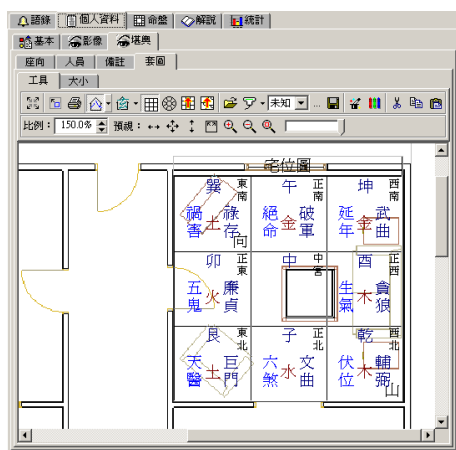 語錄 個人資料 命盤 解説 統計
基本 影像 堪輿
座向 人員 備註 套圖
工具 大小
未知 ...
比例： 150.0% 預視：
宅位圖
巽 東南 午 正南 坤 西南
禍害 土 祿存 絕命 金 破軍 延年 金 武曲
向
卯 正東 中 中宮 酉 正西
五鬼 火 廉貞 生氣 木 貪狼
艮 東北 子 正北 乾 西北
天醫 土 巨門 六煞 水 文曲 伏位 木 輔弼
山